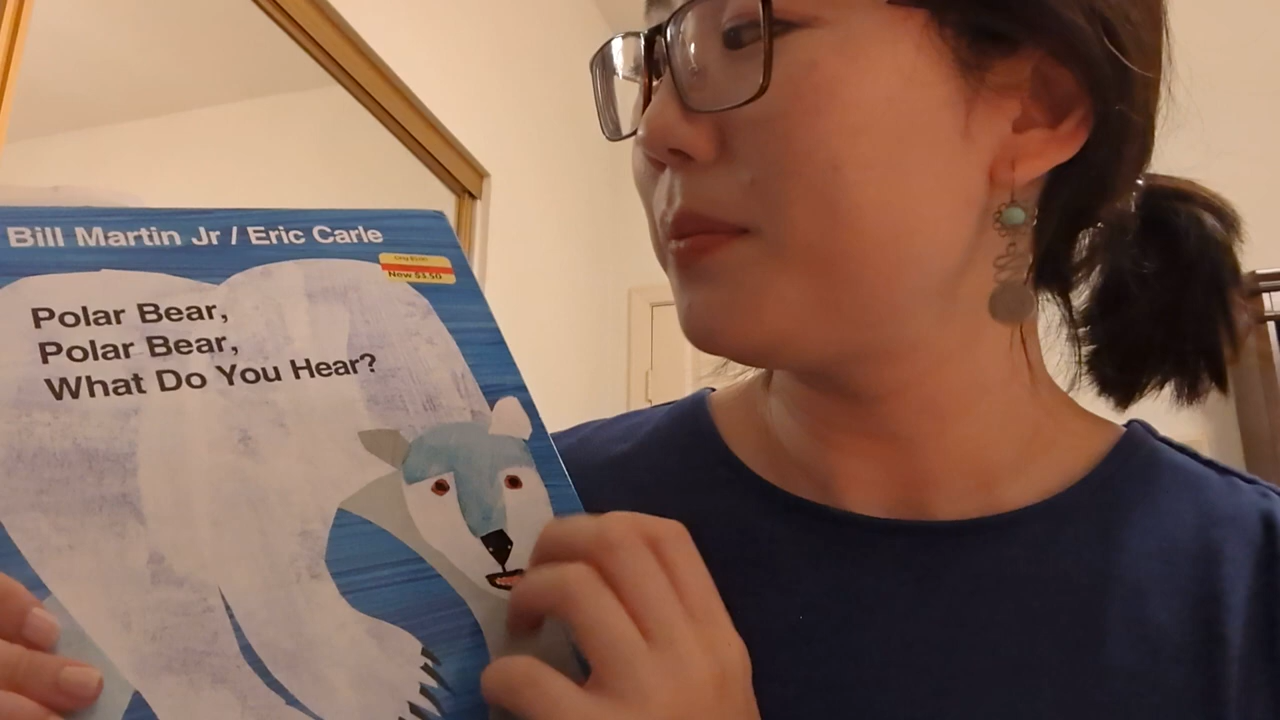 Bill Martin Jr / Eric Carle
Now $3.50
Polar Bear,
Polar Bear,
What Do You Hear?